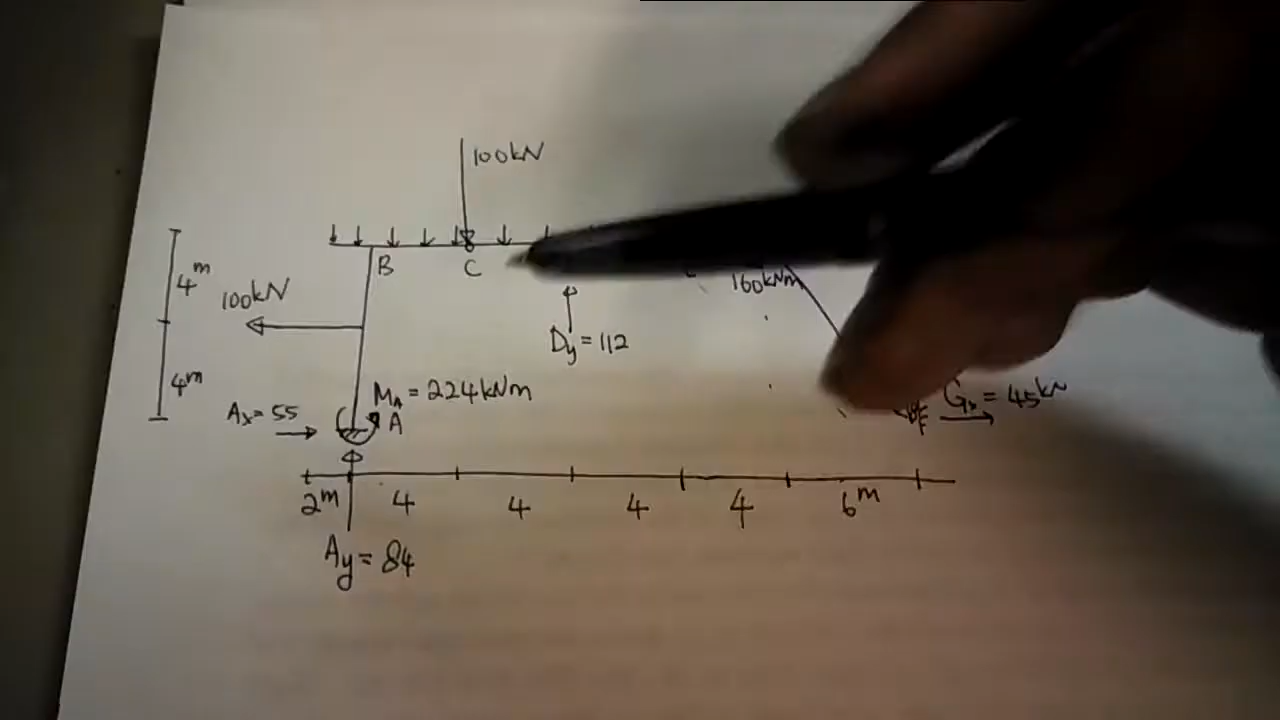 100kN
B
C
4m
100kN
160kNm
Dy = 112
4m
MA = 224kNm
Ax = 55
A
Gx = 45kN
2m 4 4 4 4 6m
Ay = 84